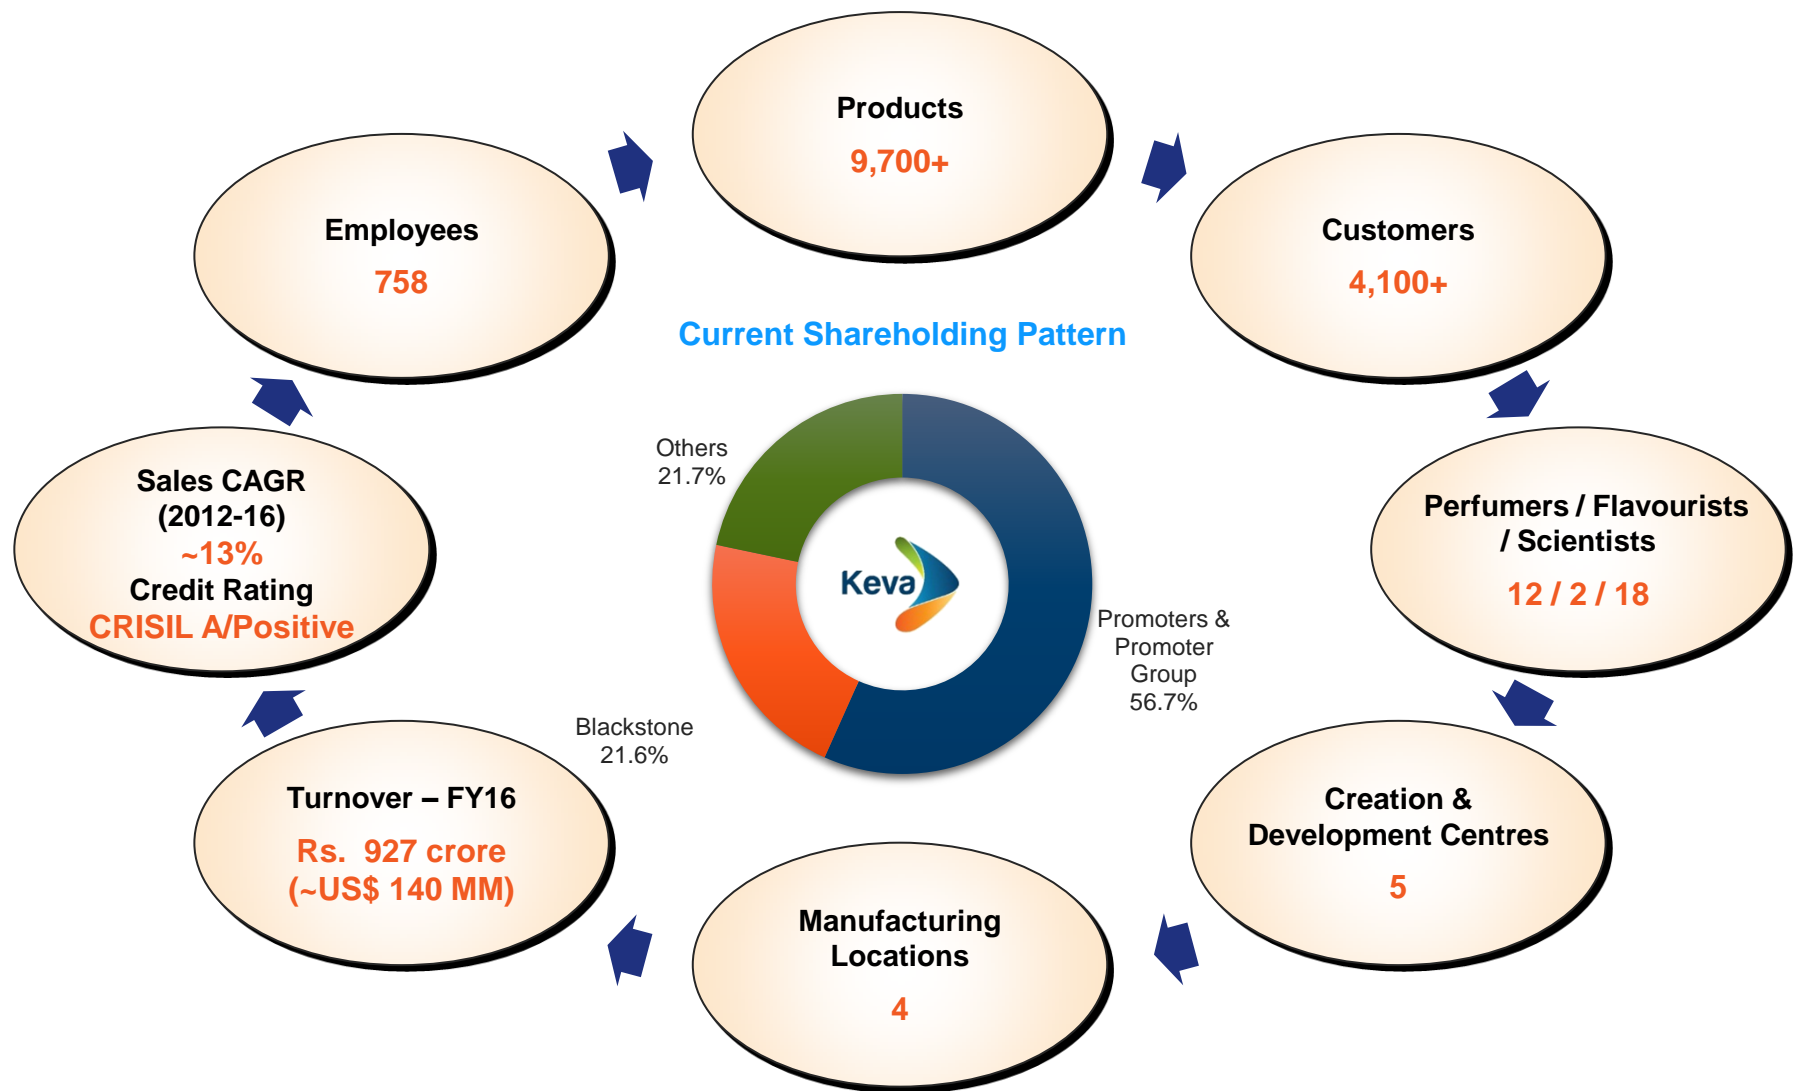 Products
9,700+
Employees
758
Customers
4,100+
Current Shareholding Pattern
Others
21.7%
Keva
Promoters &
Promoter
Group
56.7%
Blackstone
21.6%
Sales CAGR
(2012-16)
~13%
Credit Rating
CRISIL A/Positive
Perfumers / Flavourists
/ Scientists
12 / 2 / 18
Turnover – FY16
Rs.  927 crore
(~US$ 140 MM)
Creation &
Development Centres
5
Manufacturing
Locations
4